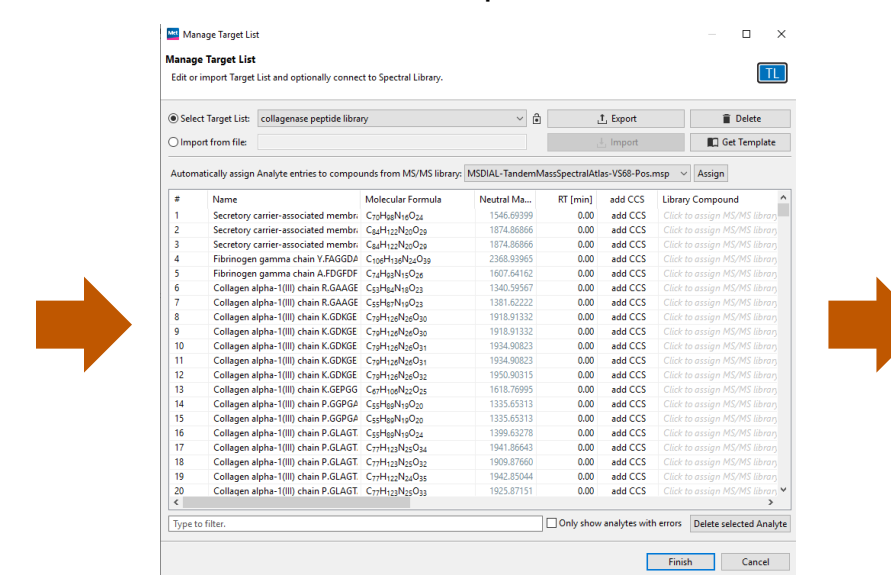 Manage Target List
Manage Target List
Edit or import Target List and optionally connect to Spectral Library.
TL
Select Target List: collagenase peptide library Export Delete
Import from file: Import Get Template
Automatically assign Analyte entries to compounds from MS/MS library: MSDIAL-TandemMassSpectralAtlas-VS68-Pos.msp Assign
# Name Molecular Formula Neutral Ma... RT [min] add CCS Library Compound
1 Secretory carrier-associated membr C₇₀H₉₈N₁₆O₂₄ 1546.69399 0.00 add CCS Click to assign MS/MS library
2 Secretory carrier-associated membr C₈₄H₁₂₂N₂₀O₂₉ 1874.86866 0.00 add CCS Click to assign MS/MS library
3 Secretory carrier-associated membr C₈₄H₁₂₂N₂₀O₂₉ 1874.86866 0.00 add CCS Click to assign MS/MS library
4 Fibrinogen gamma chain Y.FAGGDA C₁₀₆H₁₃₆N₂₄O₃₉ 2368.93965 0.00 add CCS Click to assign MS/MS library
5 Fibrinogen gamma chain A.FDGFDF C₇₄H₉₃N₁₅O₂₆ 1607.64162 0.00 add CCS Click to assign MS/MS library
6 Collagen alpha-1(III) chain R.GAAGE C₅₃H₈₄N₁₈O₂₃ 1340.59567 0.00 add CCS Click to assign MS/MS library
7 Collagen alpha-1(III) chain R.GAAGE C₅₅H₈₇N₁₉O₂₃ 1381.62222 0.00 add CCS Click to assign MS/MS library
8 Collagen alpha-1(III) chain K.GDKGE C₇₉H₁₂₆N₂₆O₃₀ 1918.91332 0.00 add CCS Click to assign MS/MS library
9 Collagen alpha-1(III) chain K.GDKGE C₇₉H₁₂₆N₂₆O₃₀ 1918.91332 0.00 add CCS Click to assign MS/MS library
10 Collagen alpha-1(III) chain K.GDKGE C₇₉H₁₂₆N₂₆O₃₁ 1934.90823 0.00 add CCS Click to assign MS/MS library
11 Collagen alpha-1(III) chain K.GDKGE C₇₉H₁₂₆N₂₆O₃₁ 1934.90823 0.00 add CCS Click to assign MS/MS library
12 Collagen alpha-1(III) chain K.GDKGE C₇₉H₁₂₆N₂₆O₃₂ 1950.90315 0.00 add CCS Click to assign MS/MS library
13 Collagen alpha-1(III) chain K.GEPGG C₆₇H₁₀₆N₂₂O₂₅ 1618.76995 0.00 add CCS Click to assign MS/MS library
14 Collagen alpha-1(III) chain P.GGPGA C₅₅H₈₉N₁₉O₂₀ 1335.65313 0.00 add CCS Click to assign MS/MS library
15 Collagen alpha-1(III) chain P.GGPGA C₅₅H₈₉N₁₉O₂₀ 1335.65313 0.00 add CCS Click to assign MS/MS library
16 Collagen alpha-1(III) chain P.GLAGT. C₅₅H₈₉N₁₉O₂₄ 1399.63278 0.00 add CCS Click to assign MS/MS library
17 Collagen alpha-1(III) chain P.GLAGT. C₇₇H₁₂₃N₂₅O₃₄ 1941.86643 0.00 add CCS Click to assign MS/MS library
18 Collagen alpha-1(III) chain P.GLAGT. C₇₇H₁₂₃N₂₅O₃₂ 1909.87660 0.00 add CCS Click to assign MS/MS library
19 Collagen alpha-1(III) chain P.GLAGT. C₇₇H₁₂₂N₂₄O₃₅ 1942.85044 0.00 add CCS Click to assign MS/MS library
20 Collagen alpha-1(III) chain P.GLAGT. C₇₇H₁₂₃N₂₅O₃₃ 1925.87151 0.00 add CCS Click to assign MS/MS library
Type to filter. Only show analytes with errors Delete selected Analyte
Finish Cancel